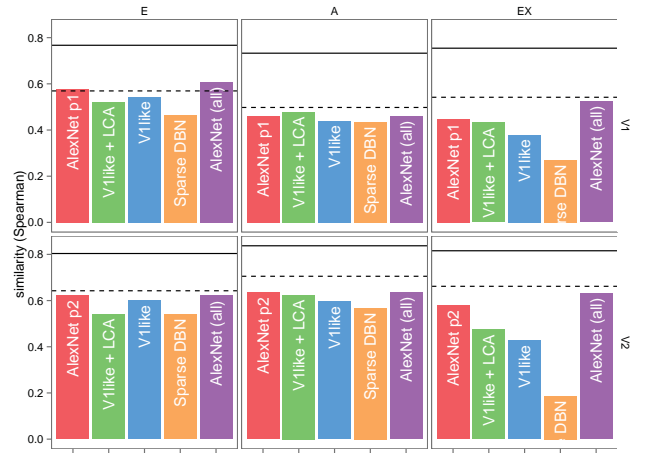 E A EX
similarity (Spearman)
0.8
0.6
0.4
0.2
0.0
AlexNet p1
V1like + LCA
V1like
Sparse DBN
AlexNet (all)
AlexNet p1
V1like + LCA
V1like
Sparse DBN
AlexNet (all)
AlexNet p1
V1like + LCA
V1like
rse DBN
AlexNet (all)
V1
0.8
0.6
0.4
0.2
0.0
AlexNet p2
V1like + LCA
V1like
Sparse DBN
AlexNet (all)
AlexNet p2
V1like + LCA
V1like
Sparse DBN
AlexNet (all)
AlexNet p2
V1like + LCA
V1like
DBN
AlexNet (all)
V2